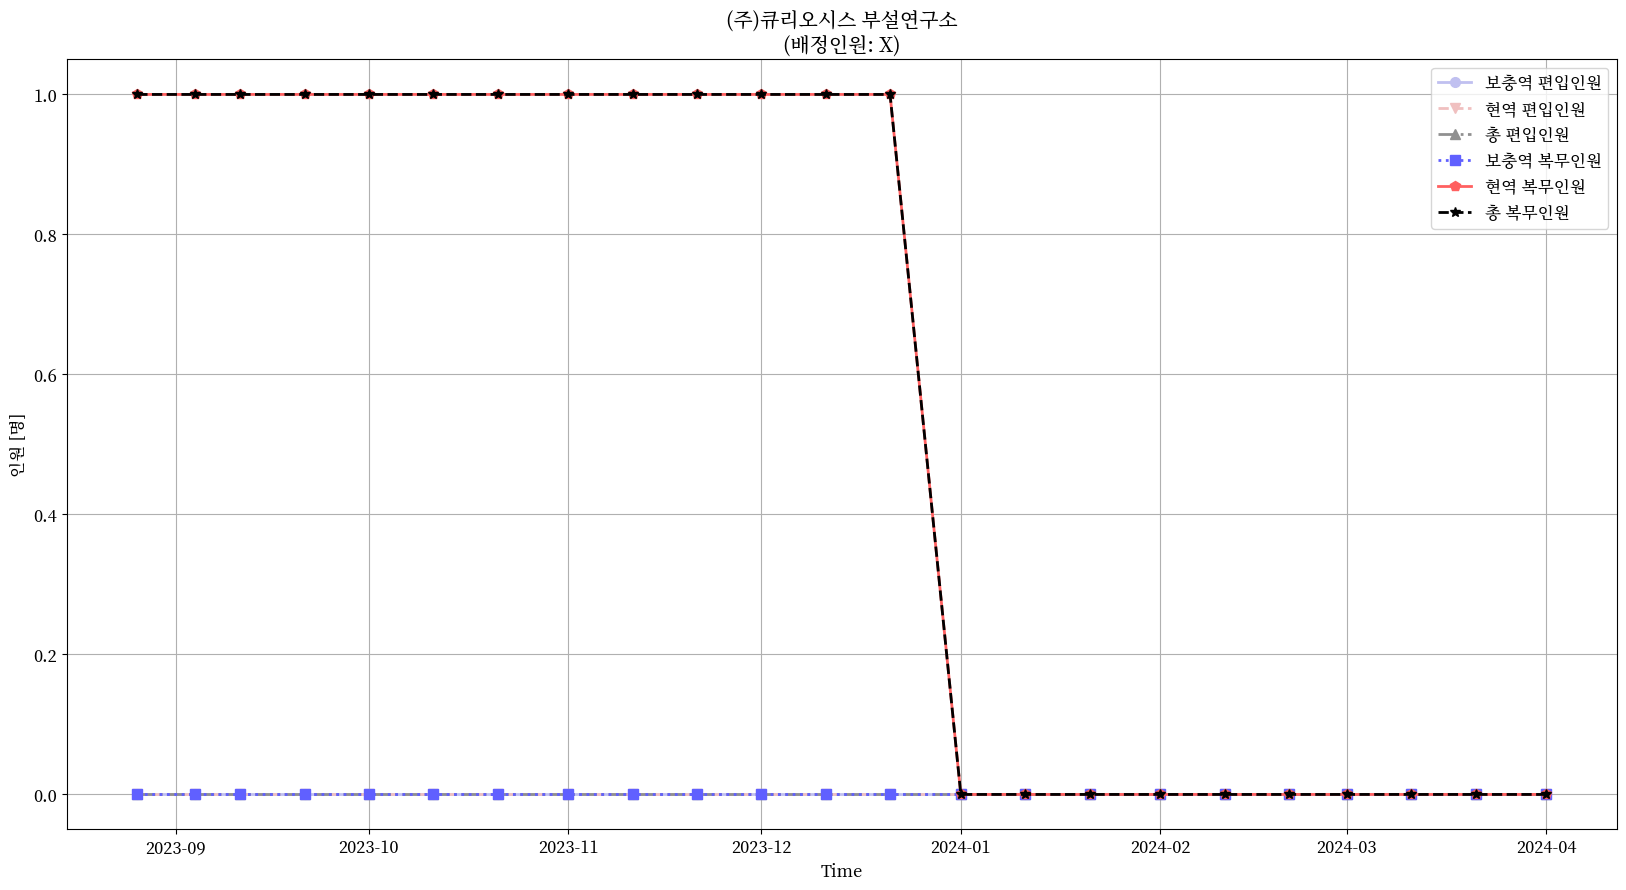 (주)큐리오시스 부설연구소
(배정인원: X)
보충역 편입인원
현역 편입인원
총 편입인원
보충역 복무인원
현역 복무인원
총 복무인원
1.0
0.8
0.6
0.4
0.2
0.0
인원 [명]
2023-09
2023-10
2023-11
2023-12
2024-01
2024-02
2024-03
2024-04
Time